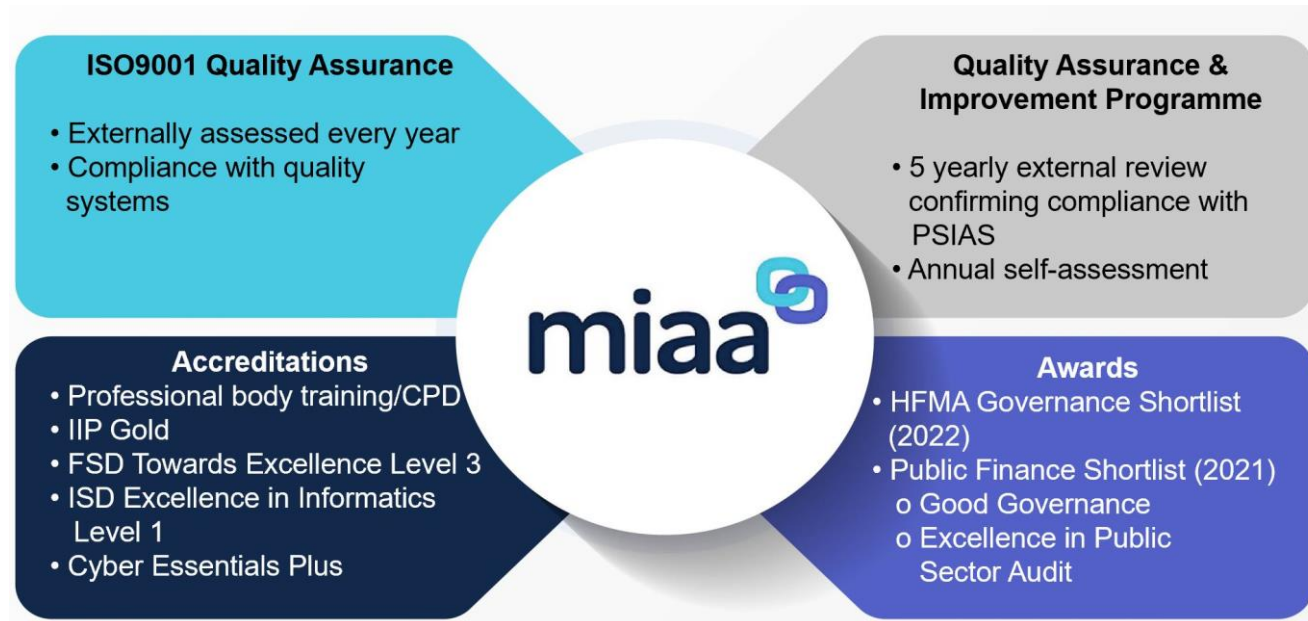 ISO9001 Quality Assurance
• Externally assessed every year
• Compliance with quality
systems
Quality Assurance &
Improvement Programme
• 5 yearly external review
confirming compliance with
PSIAS
• Annual self-assessment
miaa
Accreditations
• Professional body training/CPD
• IIP Gold
• FSD Towards Excellence Level 3
• ISD Excellence in Informatics
Level 1
• Cyber Essentials Plus
Awards
• HFMA Governance Shortlist
(2022)
• Public Finance Shortlist (2021)
o Good Governance
o Excellence in Public
Sector Audit